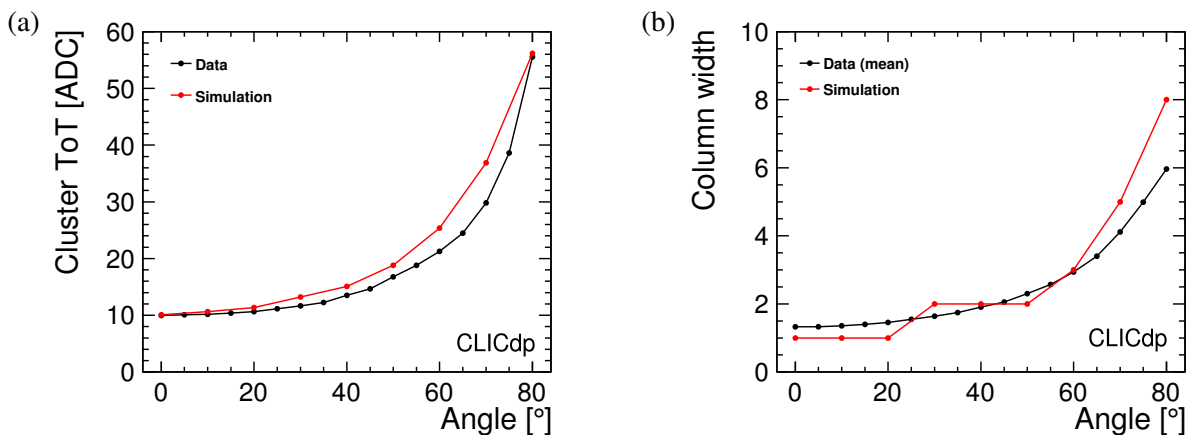 (a)
Cluster ToT [ADC]
60
50
40
30
20
10
0
Data
Simulation
CLICdp
0 20 40 60 80
Angle [°]
(b)
Column width
10
8
6
4
2
0
Data (mean)
Simulation
CLICdp
0 20 40 60 80
Angle [°]